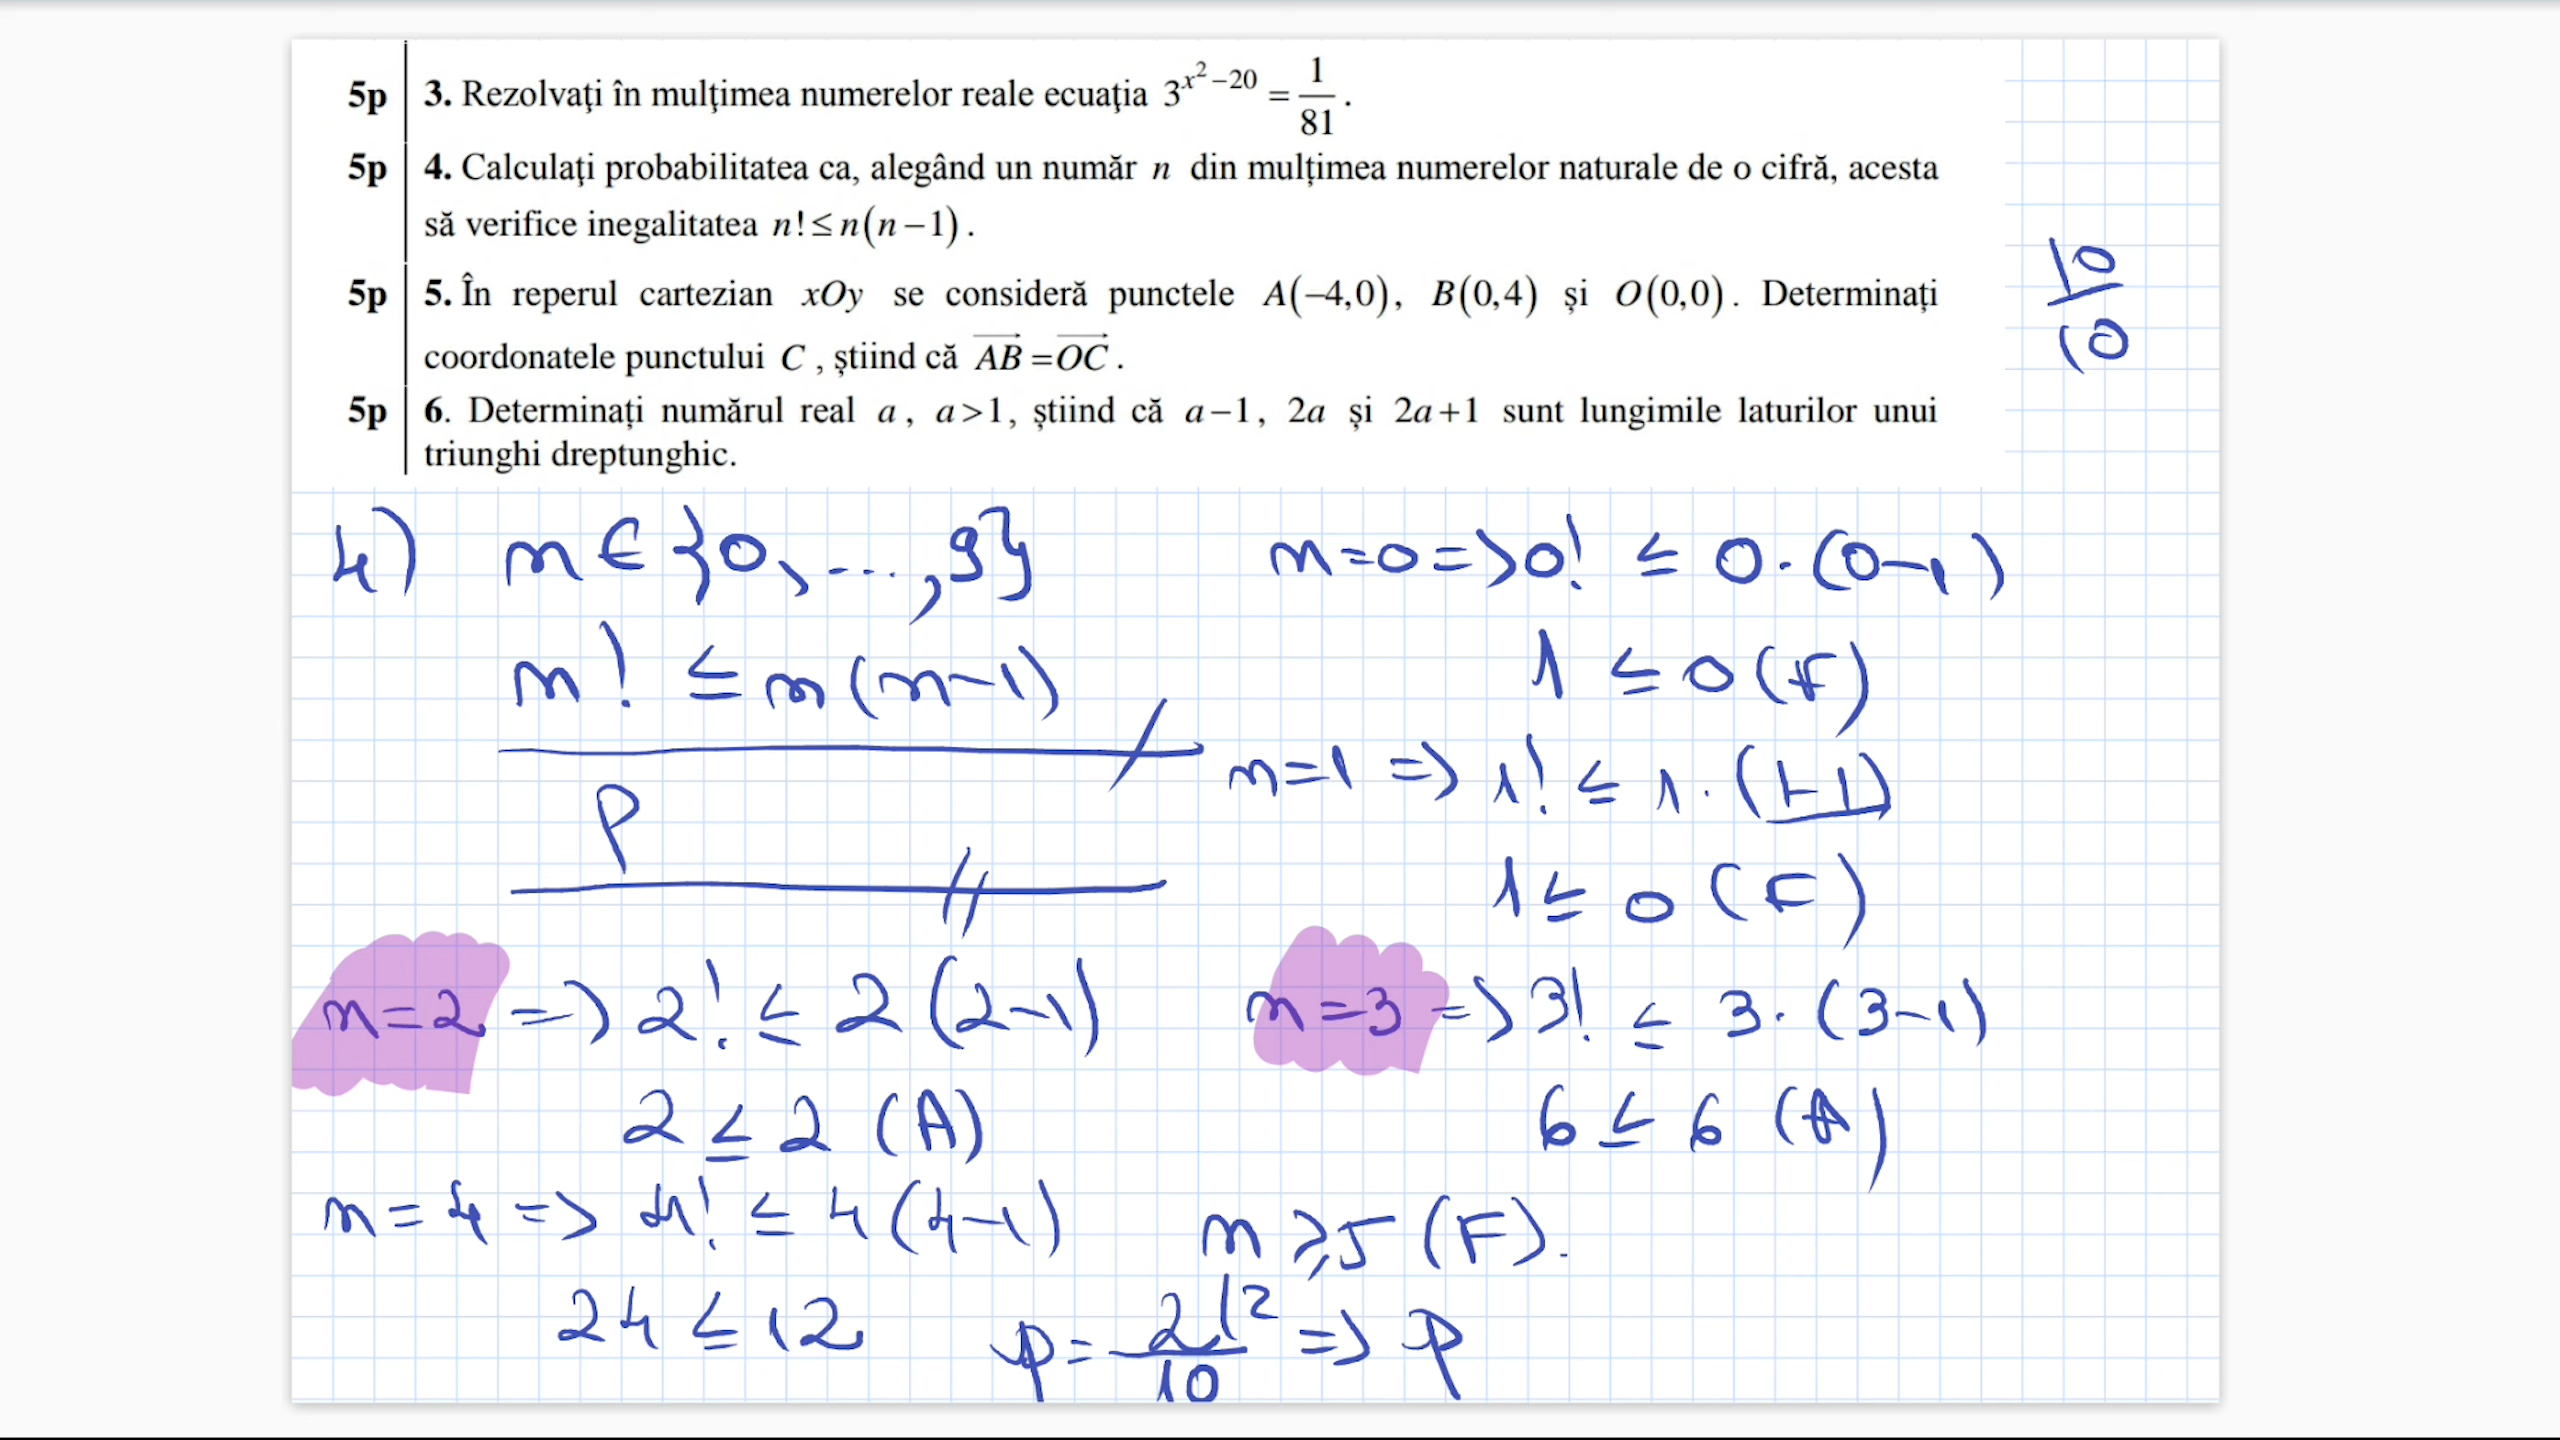 5p 3. Rezolvați în mulțimea numerelor reale ecuația 3^{x^2-20} = 1/81 .
5p 4. Calculați probabilitatea ca, alegând un număr n din mulțimea numerelor naturale de o cifră, acesta
să verifice inegalitatea n! ≤ n(n−1).
5p 5. În reperul cartezian xOy se consideră punctele A(−4,0), B(0,4) și O(0,0). Determinați
coordonatele punctului C, știind că AB = OC.
5p 6. Determinați numărul real a, a>1, știind că a−1, 2a și 2a+1 sunt lungimile laturilor unui
triunghi dreptunghic.
10/10
4) n ∈ {0, ..., 9}
n! ≤ n(n−1)
P
n=0 => 0! ≤ 0·(0−1)
1 ≤ 0 (F)
n=1 => 1! ≤ 1·(1−1)
1 ≤ 0 (F)
n=2 => 2! ≤ 2(2−1)
2 ≤ 2 (A)
n=3 => 3! ≤ 3·(3−1)
6 ≤ 6 (A)
n=4 => 4! ≤ 4(4−1)
24 ≤ 12
n ≥ 5 (F).
p = 2/10 (2 => p